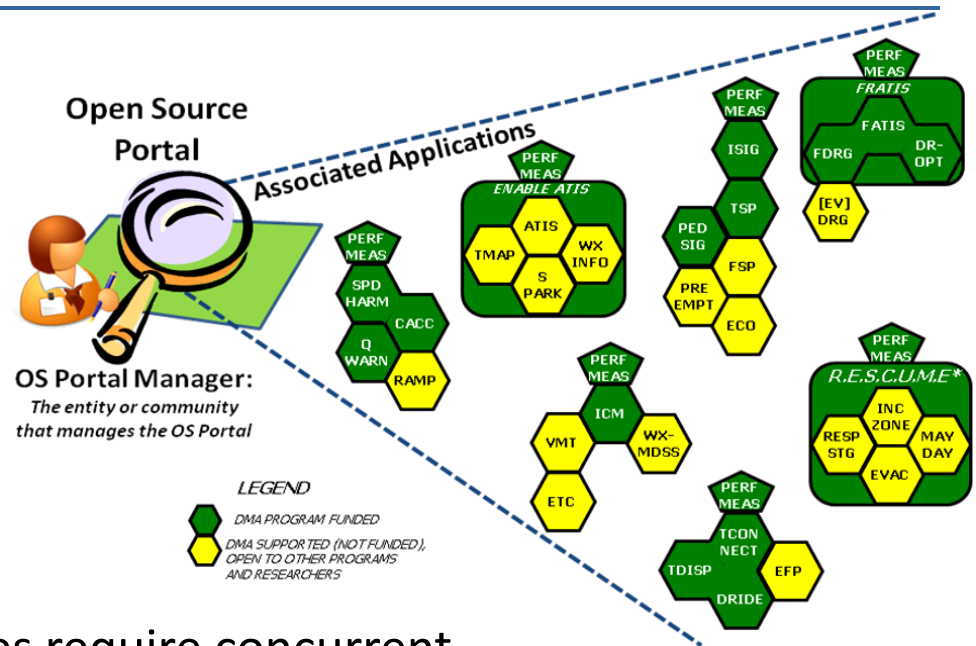 Open Source
Portal
Associated Applications
OS Portal Manager:
The entity or community
that manages the OS Portal
LEGEND
DMA PROGRAM FUNDED
DMA SUPPORTED (NOT FUNDED),
OPEN TO OTHER PROGRAMS
AND RESEARCHERS
PERF
MEAS
SPD
HARM
CACC
Q
WARN
RAMP
PERF
MEAS
ENABLE ATIS
ATIS
TMAP
WX
INFO
S
PARK
PERF
MEAS
ISIG
TSP
PED
SIG
FSP
PRE
EMPT
ECO
PERF
MEAS
FRATIS
FATIS
FDRG
DR-
OPT
[EV]
DRG
PERF
MEAS
ICM
VMT
WX-
MDSS
ETC
PERF
MEAS
R.E.S.C.U.M.E*
INC
ZONE
RESP
STG
MAY
DAY
EVAC
PERF
MEAS
TCON
NECT
TDISP
EFP
DRIDE
require concurrent